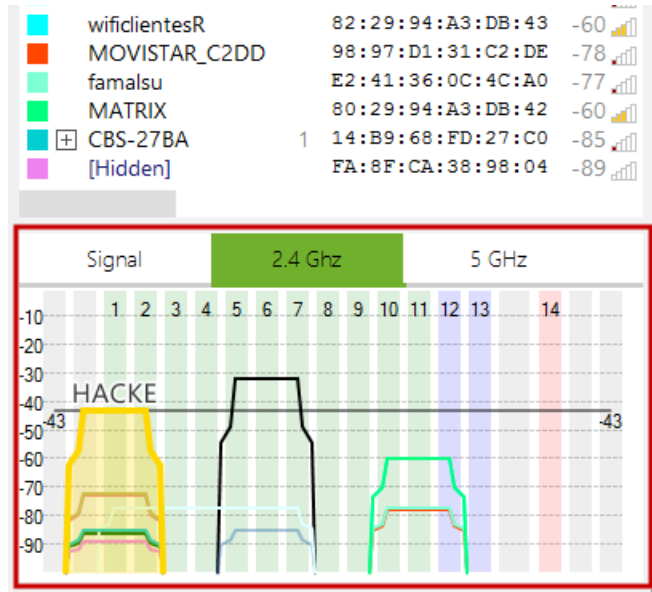 wificlientesR 82:29:94:A3:DB:43 -60
MOVISTAR_C2DD 98:97:D1:31:C2:DE -78
famalsu E2:41:36:0C:4C:A0 -77
MATRIX 80:29:94:A3:DB:42 -60
CBS-27BA 1 14:B9:68:FD:27:C0 -85
[Hidden] FA:8F:CA:38:98:04 -89
Signal 2.4 Ghz 5 GHz
1 2 3 4 5 6 7 8 9 10 11 12 13 14
-10
-20
-30
HACKE
-40
-43 -43
-50
-60
-70
-80
-90